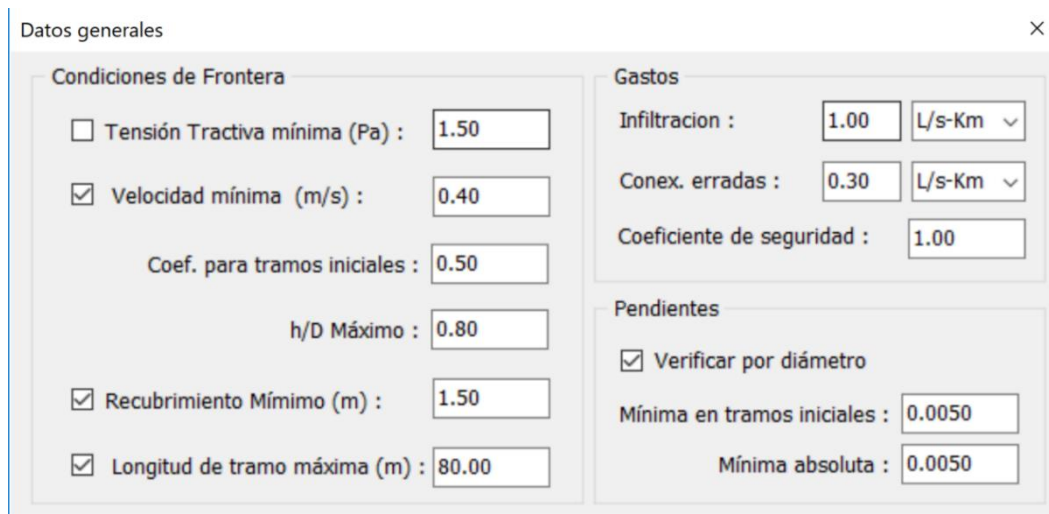 Datos generales
Condiciones de Frontera
Tensión Tractiva mínima (Pa) : 1.50
Velocidad mínima (m/s) : 0.40
Coef. para tramos iniciales : 0.50
h/D Máximo : 0.80
Recubrimiento Mímimo (m) : 1.50
Longitud de tramo máxima (m) : 80.00
Gastos
Infiltracion : 1.00 L/s-Km
Conex. erradas : 0.30 L/s-Km
Coeficiente de seguridad : 1.00
Pendientes
Verificar por diámetro
Mínima en tramos iniciales : 0.0050
Mínima absoluta : 0.0050